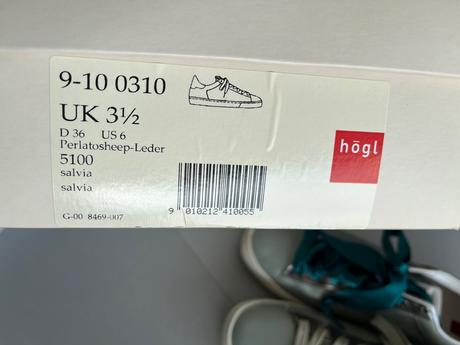 9-10 0310
UK 3½
D 36 US 6
Perlatosheep-Leder
5100
salvia
salvia
G-00 8469-007
9 010212 410055
högl